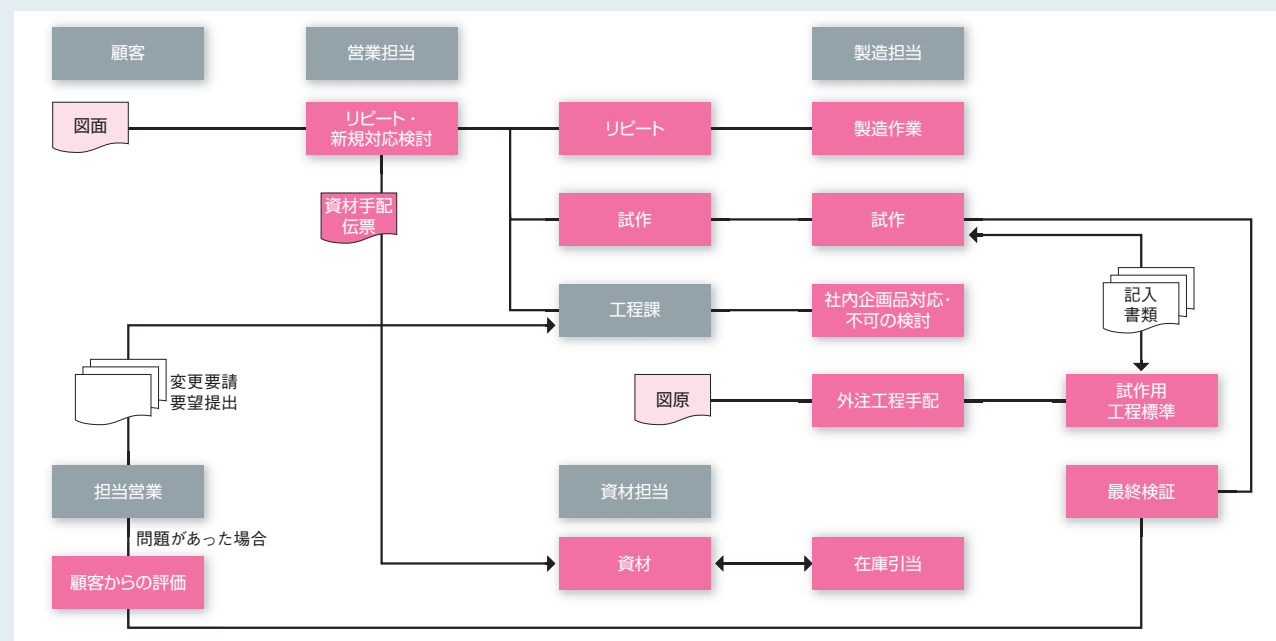 顧客
営業担当
製造担当
図面
リピート・
新規対応検討
リピート
製造作業
資材手配
伝票
試作
試作
工程課
社内企画品対応・
不可の検討
記入
書類
変更要請
要望提出
図原
外注工程手配
試作用
工程標準
担当営業
資材担当
最終検証
問題があった場合
顧客からの評価
資材
在庫引当